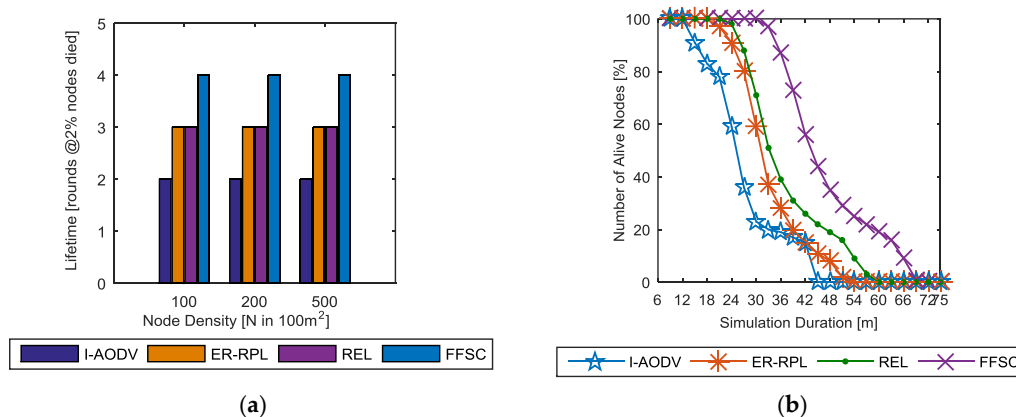 Lifetime [rounds @2% nodes died]
5
4
3
2
1
0
100 200 500
Node Density [N in 100m²]
I-AODV ER-RPL REL FFSC
(a)
Number of Alive Nodes [%]
100
80
60
40
20
0
6 12 18 24 30 36 42 48 54 60 66 72 75
Simulation Duration [m]
I-AODV ER-RPL REL FFSC
(b)